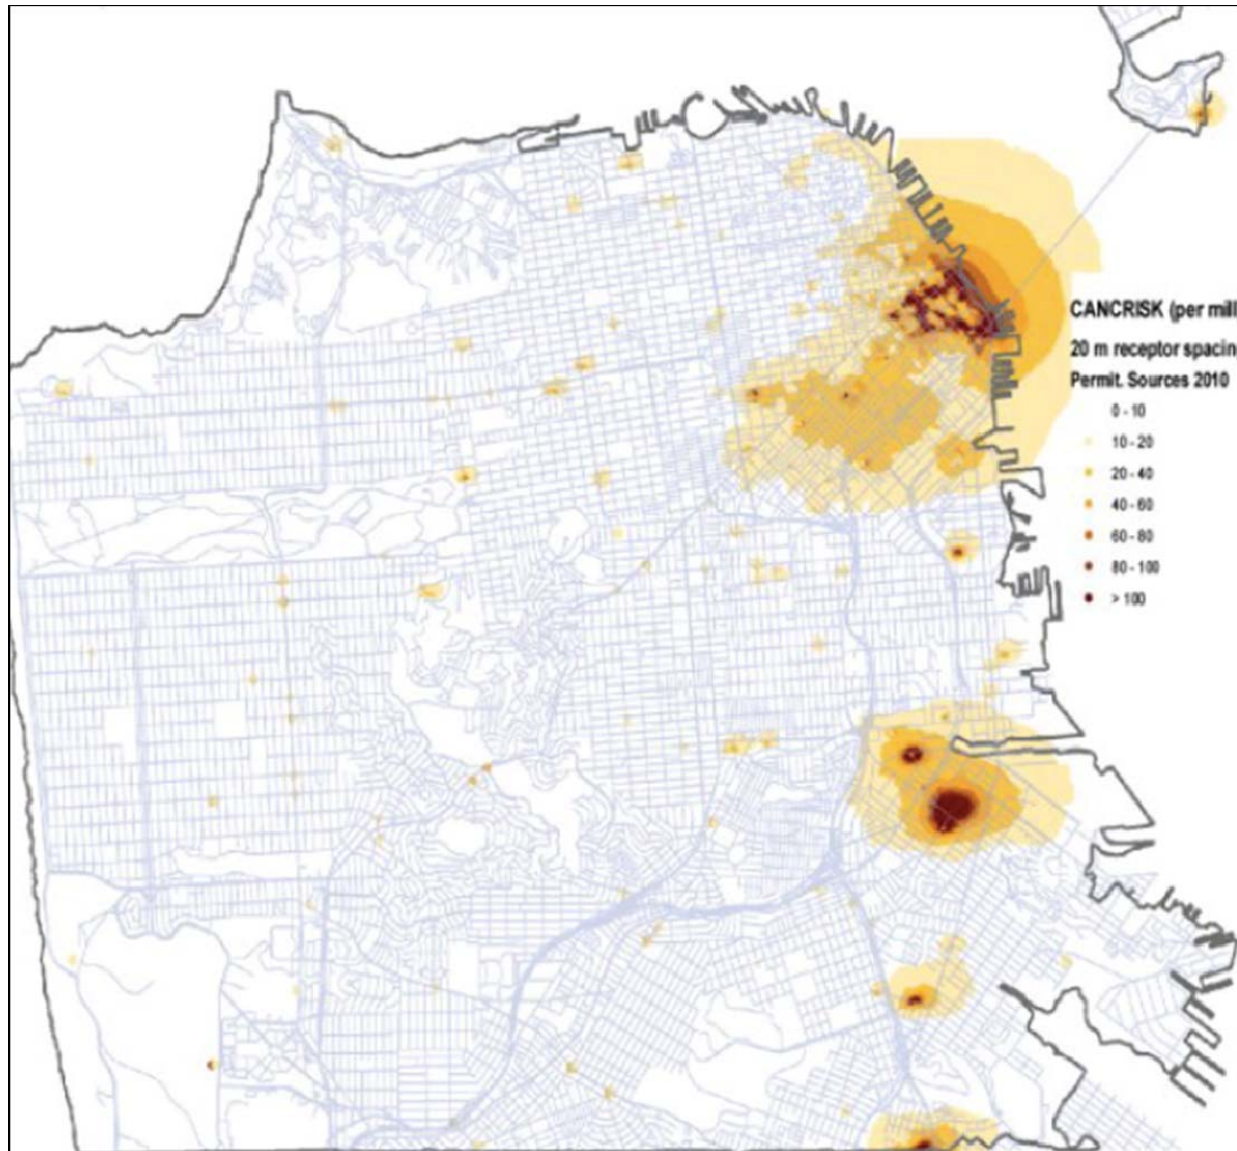 CANCRISK (per mill
20 m receptor spacin
Permit. Sources 2010
0 - 10
10 - 20
20 - 40
40 - 60
60 - 80
80 - 100
> 100